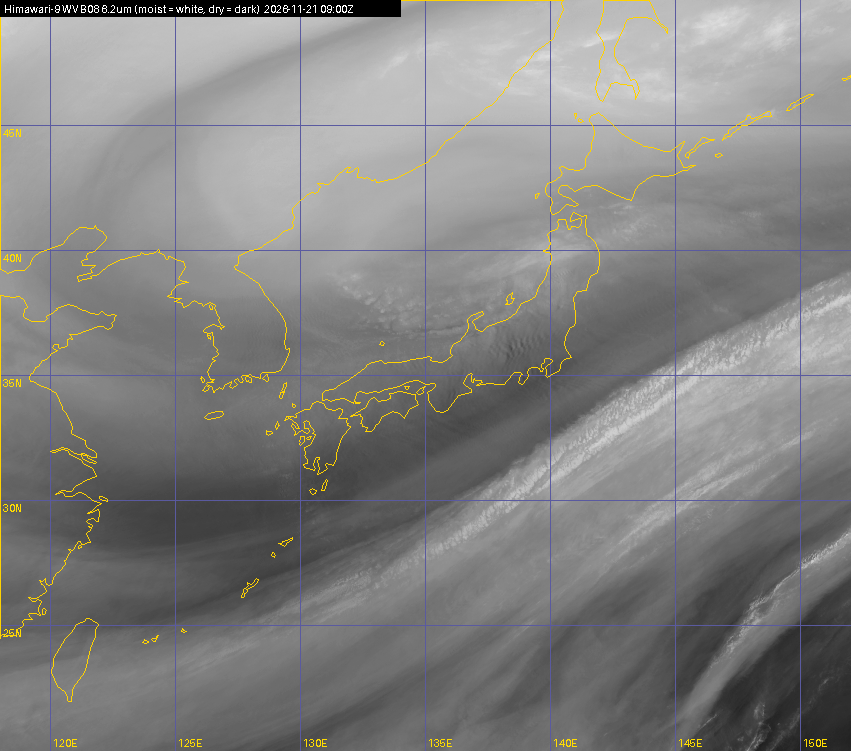 Himawari-9 WV B08 6.2um (moist = white, dry = dark) 2026-11-21 09:00Z
45N
40N
35N
30N
25N
120E 125E 130E 135E 140E 145E 150E